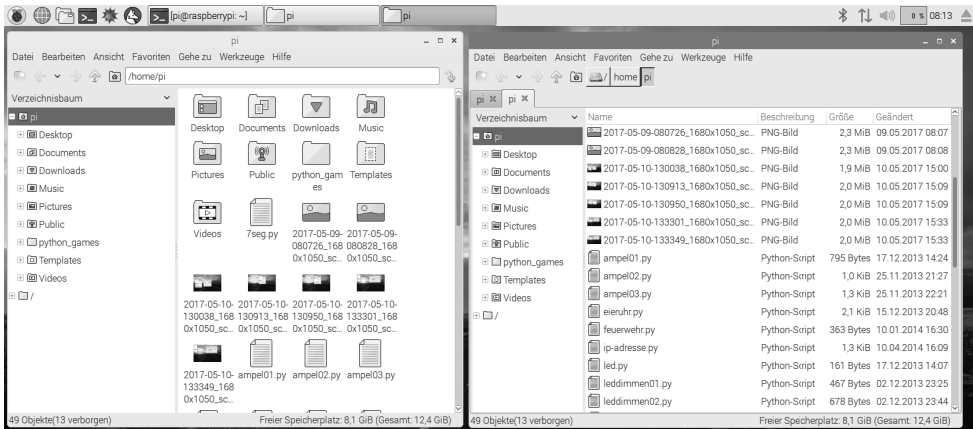 [pi@raspberrypi: ~] pi pi 0 % 08:13
pi
Datei Bearbeiten Ansicht Favoriten Gehe zu Werkzeuge Hilfe
/home/pi
Verzeichnisbaum
pi
Desktop
Documents
Downloads
Music
Pictures
Public
python_games
Templates
Videos
/
Desktop Documents Downloads Music
Pictures Public python_gam es Templates
Videos 7seg.py 2017-05-09-080726_1680x1050_sc... 2017-05-09-080828_1680x1050_sc...
2017-05-10-130038_1680x1050_sc... 2017-05-10-130913_1680x1050_sc... 2017-05-10-130950_1680x1050_sc... 2017-05-10-133301_1680x1050_sc...
2017-05-10-133349_1680x1050_sc... ampel01.py ampel02.py ampel03.py
49 Objekte(13 verborgen) Freier Speicherplatz: 8,1 GiB (Gesamt: 12,4 GiB)
pi
Datei Bearbeiten Ansicht Favoriten Gehe zu Werkzeuge Hilfe
/ home pi
pi pi
Verzeichnisbaum
pi
Desktop
Documents
Downloads
Music
Pictures
Public
python_games
Templates
Videos
/
Name Beschreibung Größe Geändert
2017-05-09-080726_1680x1050_sc... PNG-Bild 2,3 MiB 09.05.2017 08:07
2017-05-09-080828_1680x1050_sc... PNG-Bild 2,3 MiB 09.05.2017 08:08
2017-05-10-130038_1680x1050_sc... PNG-Bild 1,9 MiB 10.05.2017 15:00
2017-05-10-130913_1680x1050_sc... PNG-Bild 2,0 MiB 10.05.2017 15:09
2017-05-10-130950_1680x1050_sc... PNG-Bild 2,0 MiB 10.05.2017 15:09
2017-05-10-133301_1680x1050_sc... PNG-Bild 2,0 MiB 10.05.2017 15:33
2017-05-10-133349_1680x1050_sc... PNG-Bild 2,0 MiB 10.05.2017 15:33
ampel01.py Python-Script 795 Bytes 17.12.2013 14:24
ampel02.py Python-Script 1,0 KiB 25.11.2013 21:27
ampel03.py Python-Script 1,3 KiB 25.11.2013 22:21
eieruhr.py Python-Script 2,1 KiB 15.12.2013 20:48
feuerwehr.py Python-Script 363 Bytes 10.01.2014 16:30
ip-adresse.py Python-Script 1,3 KiB 10.04.2014 16:09
led.py Python-Script 161 Bytes 17.12.2013 14:07
leddimmen01.py Python-Script 467 Bytes 02.12.2013 23:25
leddimmen02.py Python-Script 678 Bytes 02.12.2013 23:44
49 Objekte(13 verborgen) Freier Speicherplatz: 8,1 GiB (Gesamt: 12,4 GiB)